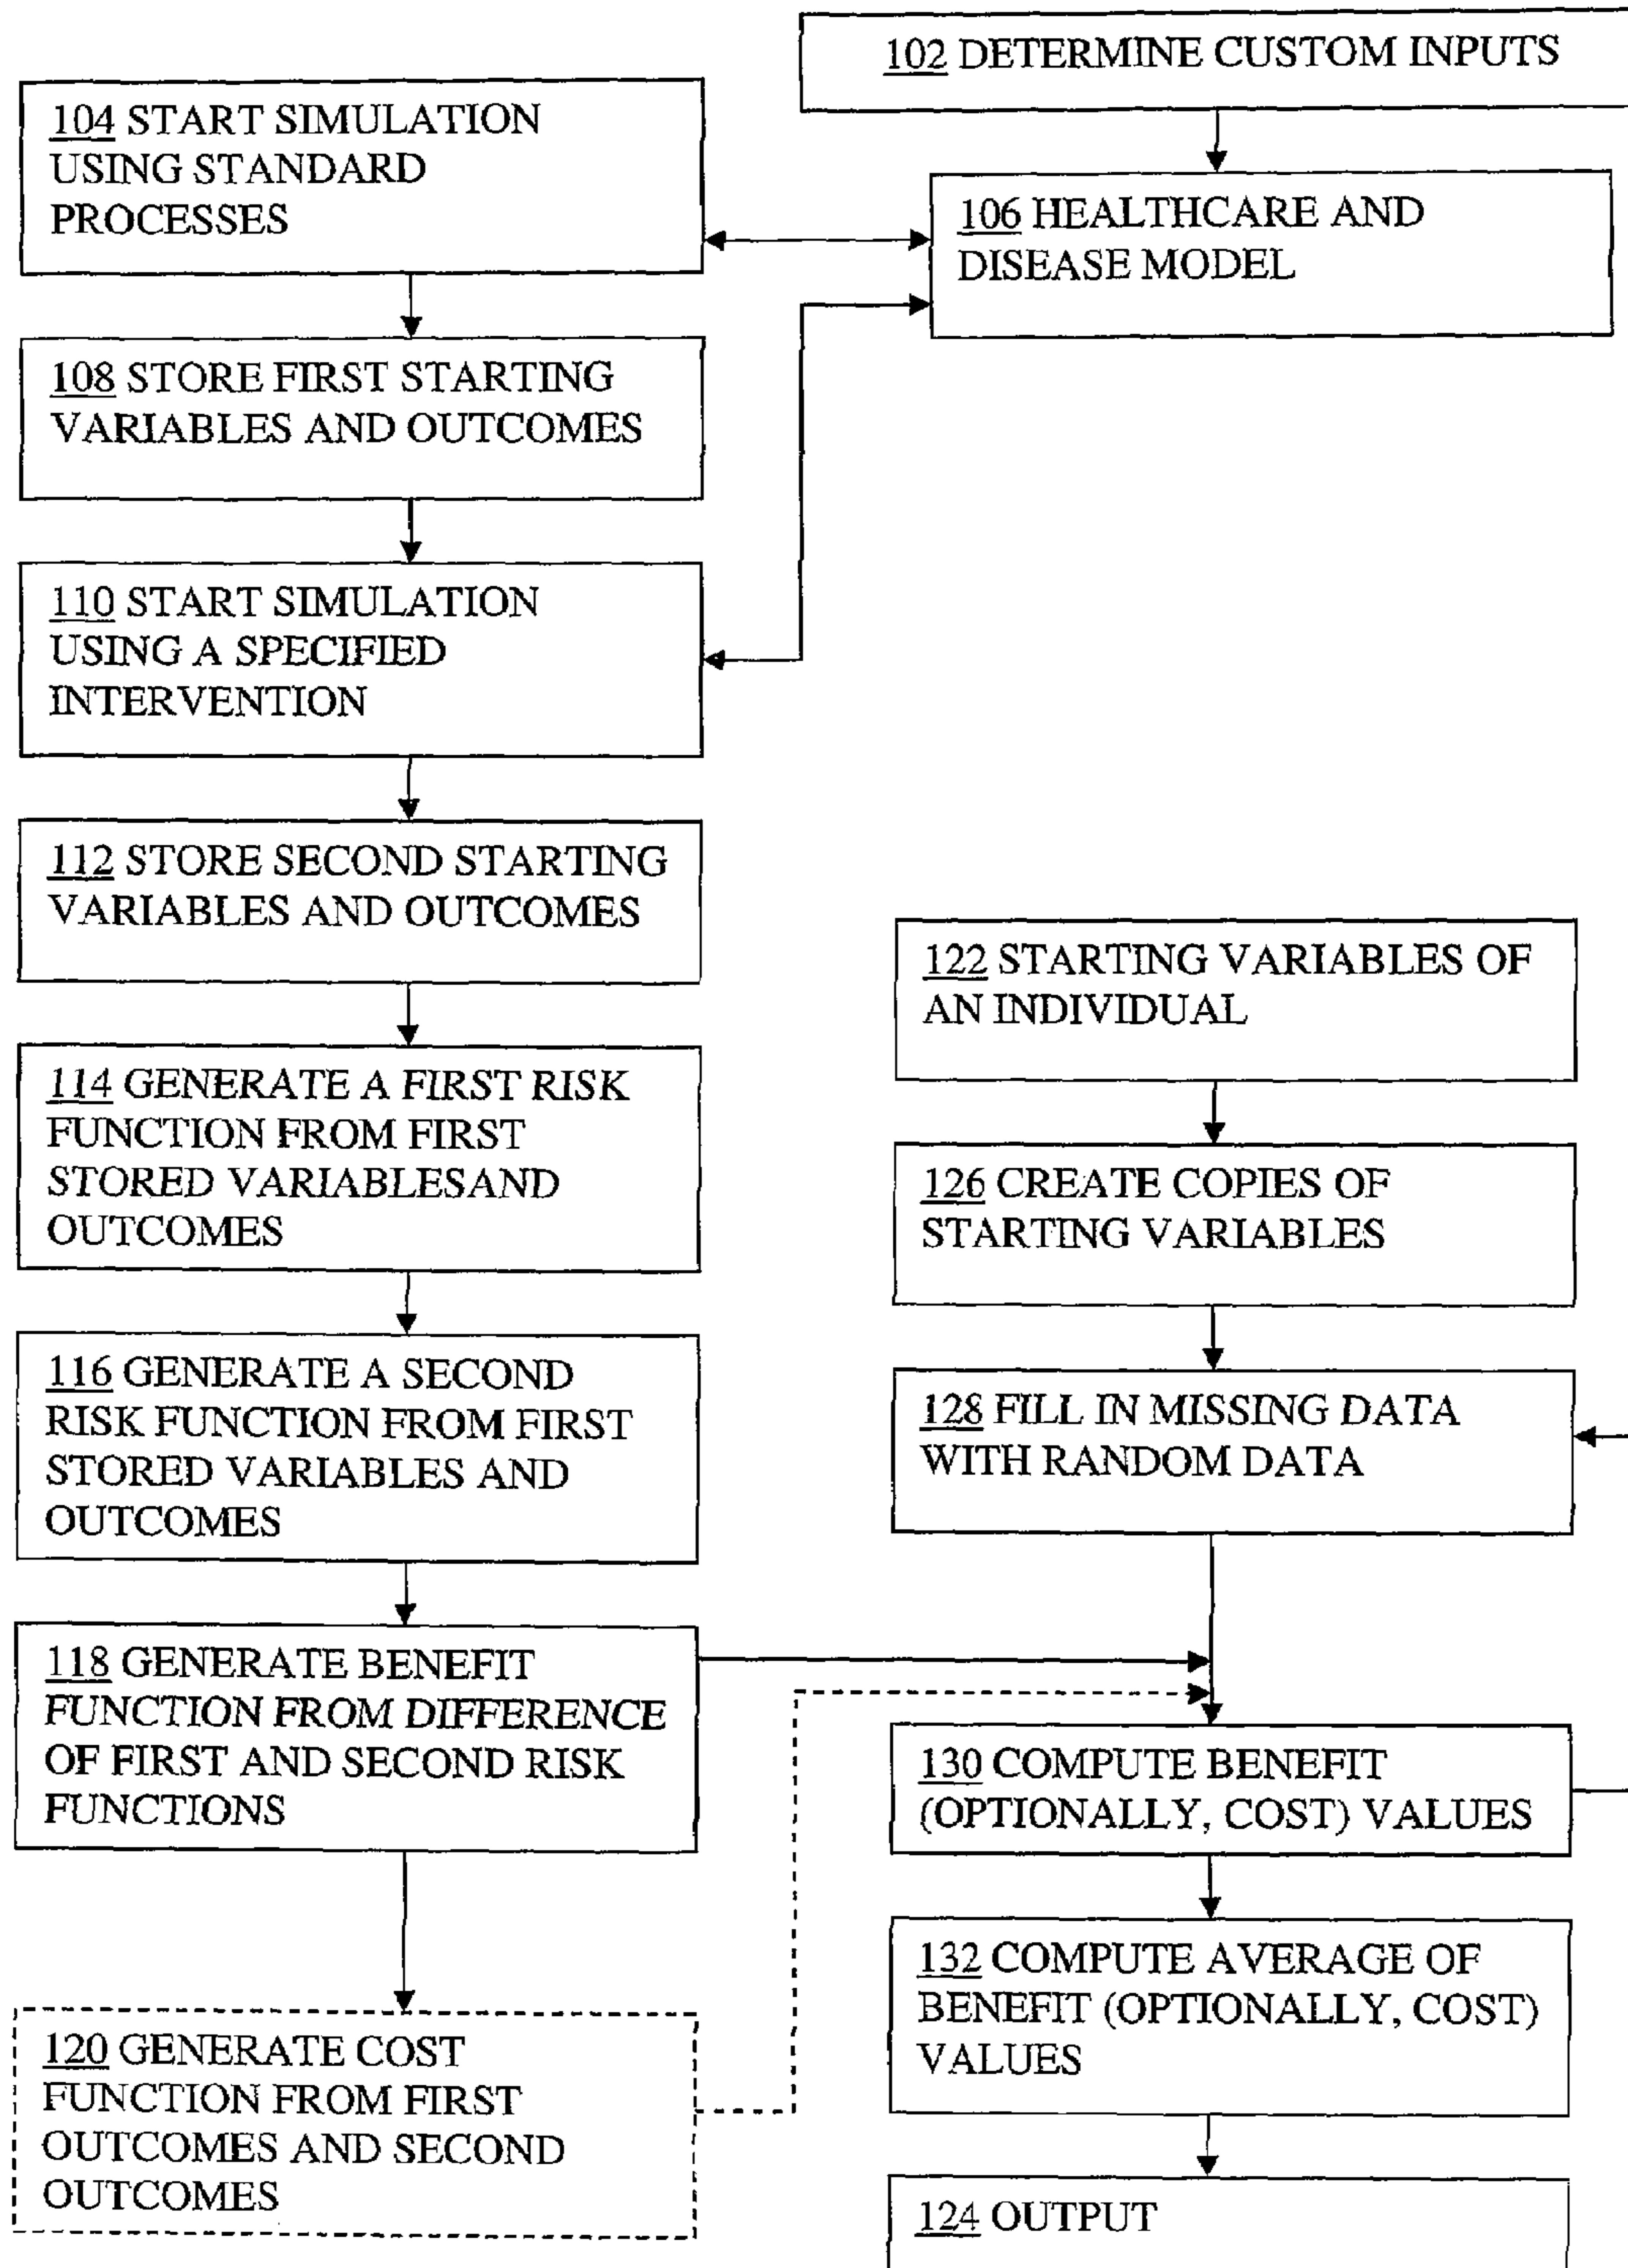 102 DETERMINE CUSTOM INPUTS
104 START SIMULATION
USING STANDARD
PROCESSES
106 HEALTHCARE AND
DISEASE MODEL
108 STORE FIRST STARTING
VARIABLES AND OUTCOMES
110 START SIMULATION
USING A SPECIFIED
INTERVENTION
112 STORE SECOND STARTING
VARIABLES AND OUTCOMES
114 GENERATE A FIRST RISK
FUNCTION FROM FIRST
STORED VARIABLESAND
OUTCOMES
116 GENERATE A SECOND
RISK FUNCTION FROM FIRST
STORED VARIABLES AND
OUTCOMES
118 GENERATE BENEFIT
FUNCTION FROM DIFFERENCE
OF FIRST AND SECOND RISK
FUNCTIONS
120 GENERATE COST
FUNCTION FROM FIRST
OUTCOMES AND SECOND
OUTCOMES
122 STARTING VARIABLES OF
AN INDIVIDUAL
126 CREATE COPIES OF
STARTING VARIABLES
128 FILL IN MISSING DATA
WITH RANDOM DATA
130 COMPUTE BENEFIT
(OPTIONALLY, COST) VALUES
132 COMPUTE AVERAGE OF
BENEFIT (OPTIONALLY, COST)
VALUES
124 OUTPUT